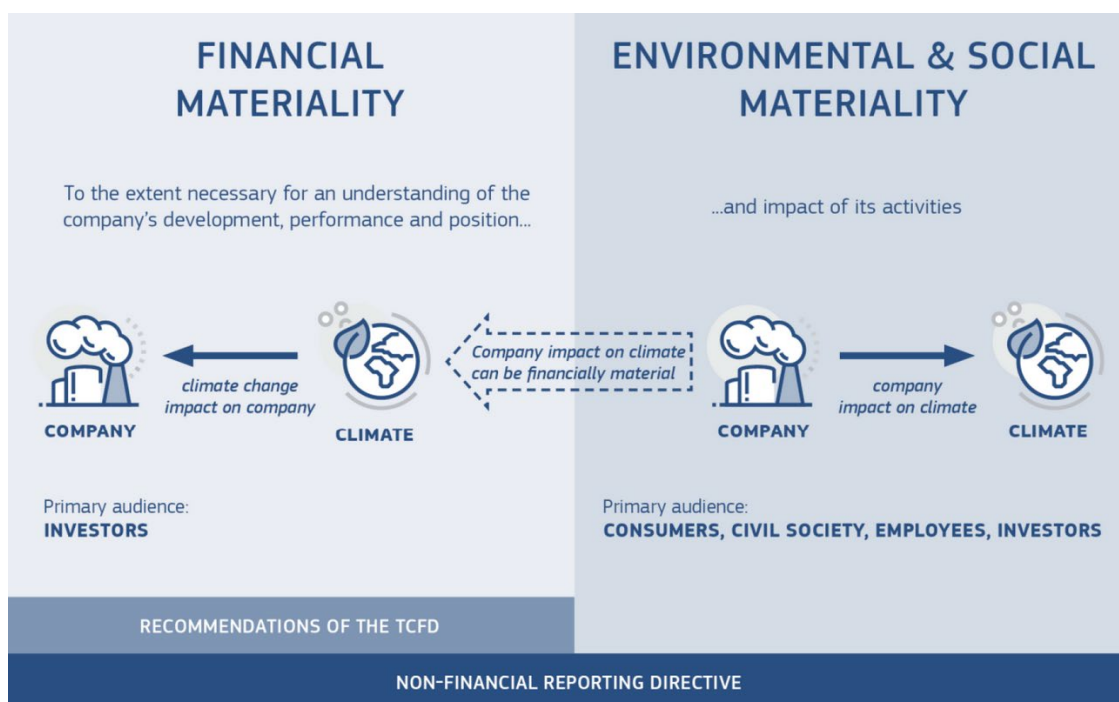 FINANCIAL
MATERIALITY
To the extent necessary for an understanding of the
company’s development, performance and position...
climate change
impact on company
COMPANY
CLIMATE
Primary audience:
INVESTORS
RECOMMENDATIONS OF THE TCFD
ENVIRONMENTAL & SOCIAL
MATERIALITY
...and impact of its activities
Company impact on climate
can be financially material
company
impact on climate
COMPANY
CLIMATE
Primary audience:
CONSUMERS, CIVIL SOCIETY, EMPLOYEES, INVESTORS
NON-FINANCIAL REPORTING DIRECTIVE